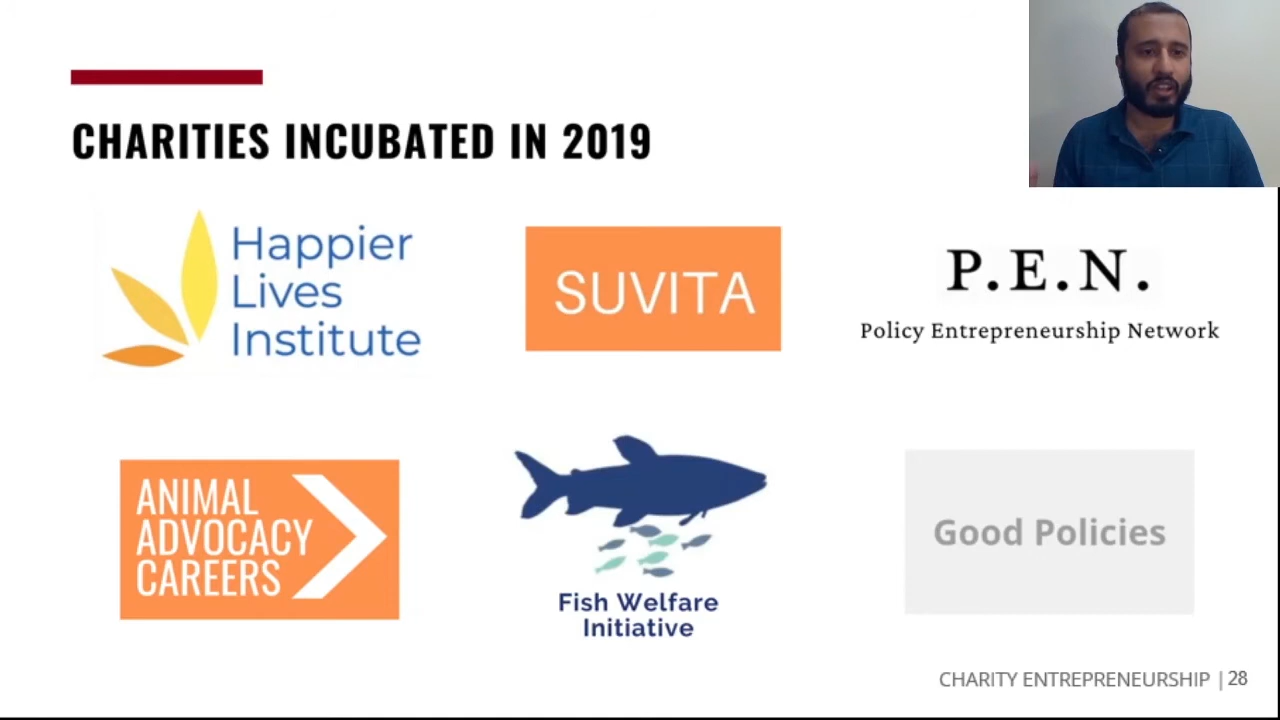 CHARITIES INCUBATED IN 2019
Happier
Lives
Institute
SUVITA
P.E.N.
Policy Entrepreneurship Network
ANIMAL
ADVOCACY
CAREERS
Fish Welfare
Initiative
Good Policies
CHARITY ENTREPRENEURSHIP | 28